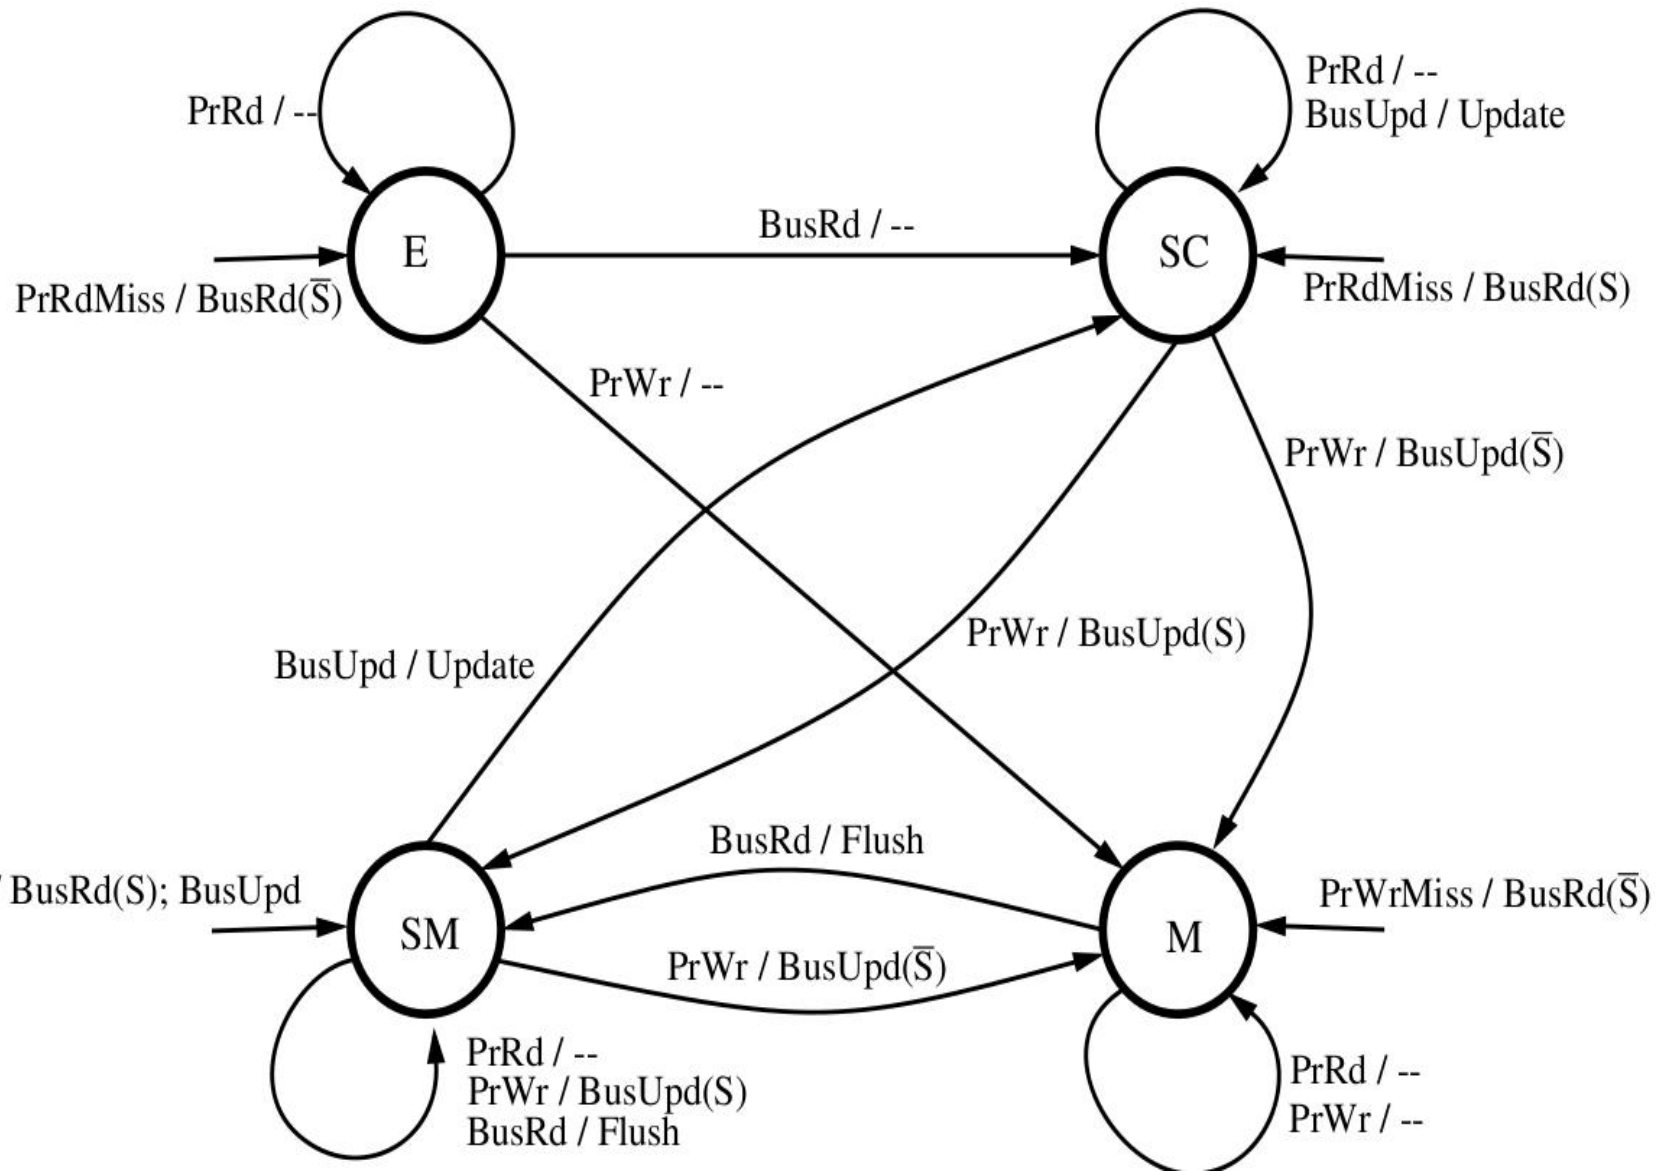 PrRd / --
PrRd / --
BusUpd / Update
E
BusRd / --
SC
PrRdMiss / BusRd(S̅)
PrRdMiss / BusRd(S)
PrWr / --
PrWr / BusUpd(S̅)
PrWr / BusUpd(S)
BusUpd / Update
BusRd / Flush
/ BusRd(S); BusUpd
PrWrMiss / BusRd(S̅)
SM
M
PrWr / BusUpd(S̅)
PrRd / --
PrWr / BusUpd(S)
BusRd / Flush
PrRd / --
PrWr / --